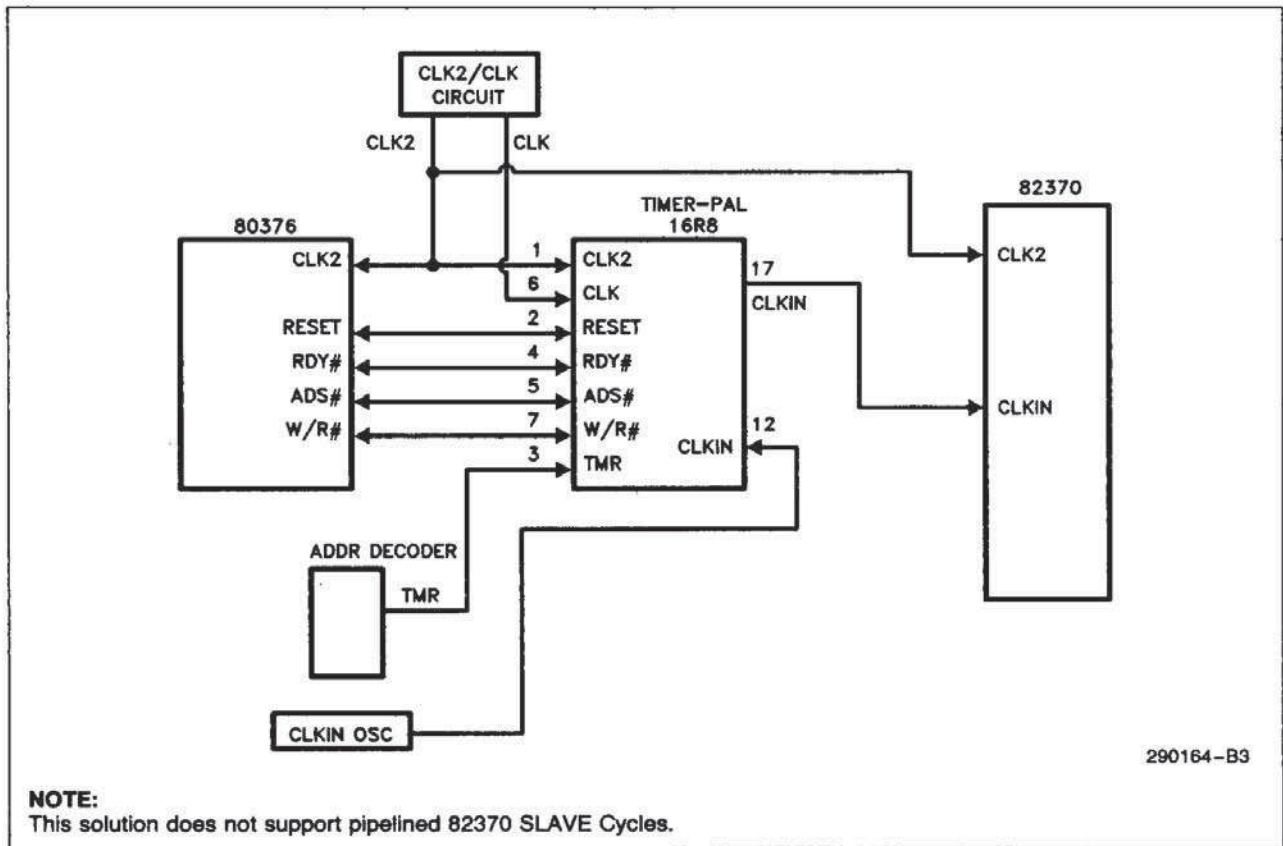 CLK2/CLK
CIRCUIT
CLK2
CLK
82370
TIMER-PAL
16R8
80376
CLK2
1
CLK2
17
CLK2
6
CLK
CLKIN
RESET
2
RESET
RDY#
4
RDY#
ADS#
5
ADS#
CLKIN
W/R#
7
W/R#
12
CLKIN
3
TMR
ADDR DECODER
TMR
CLKIN OSC
290164-B3
NOTE:
This solution does not support pipelined 82370 SLAVE Cycles.